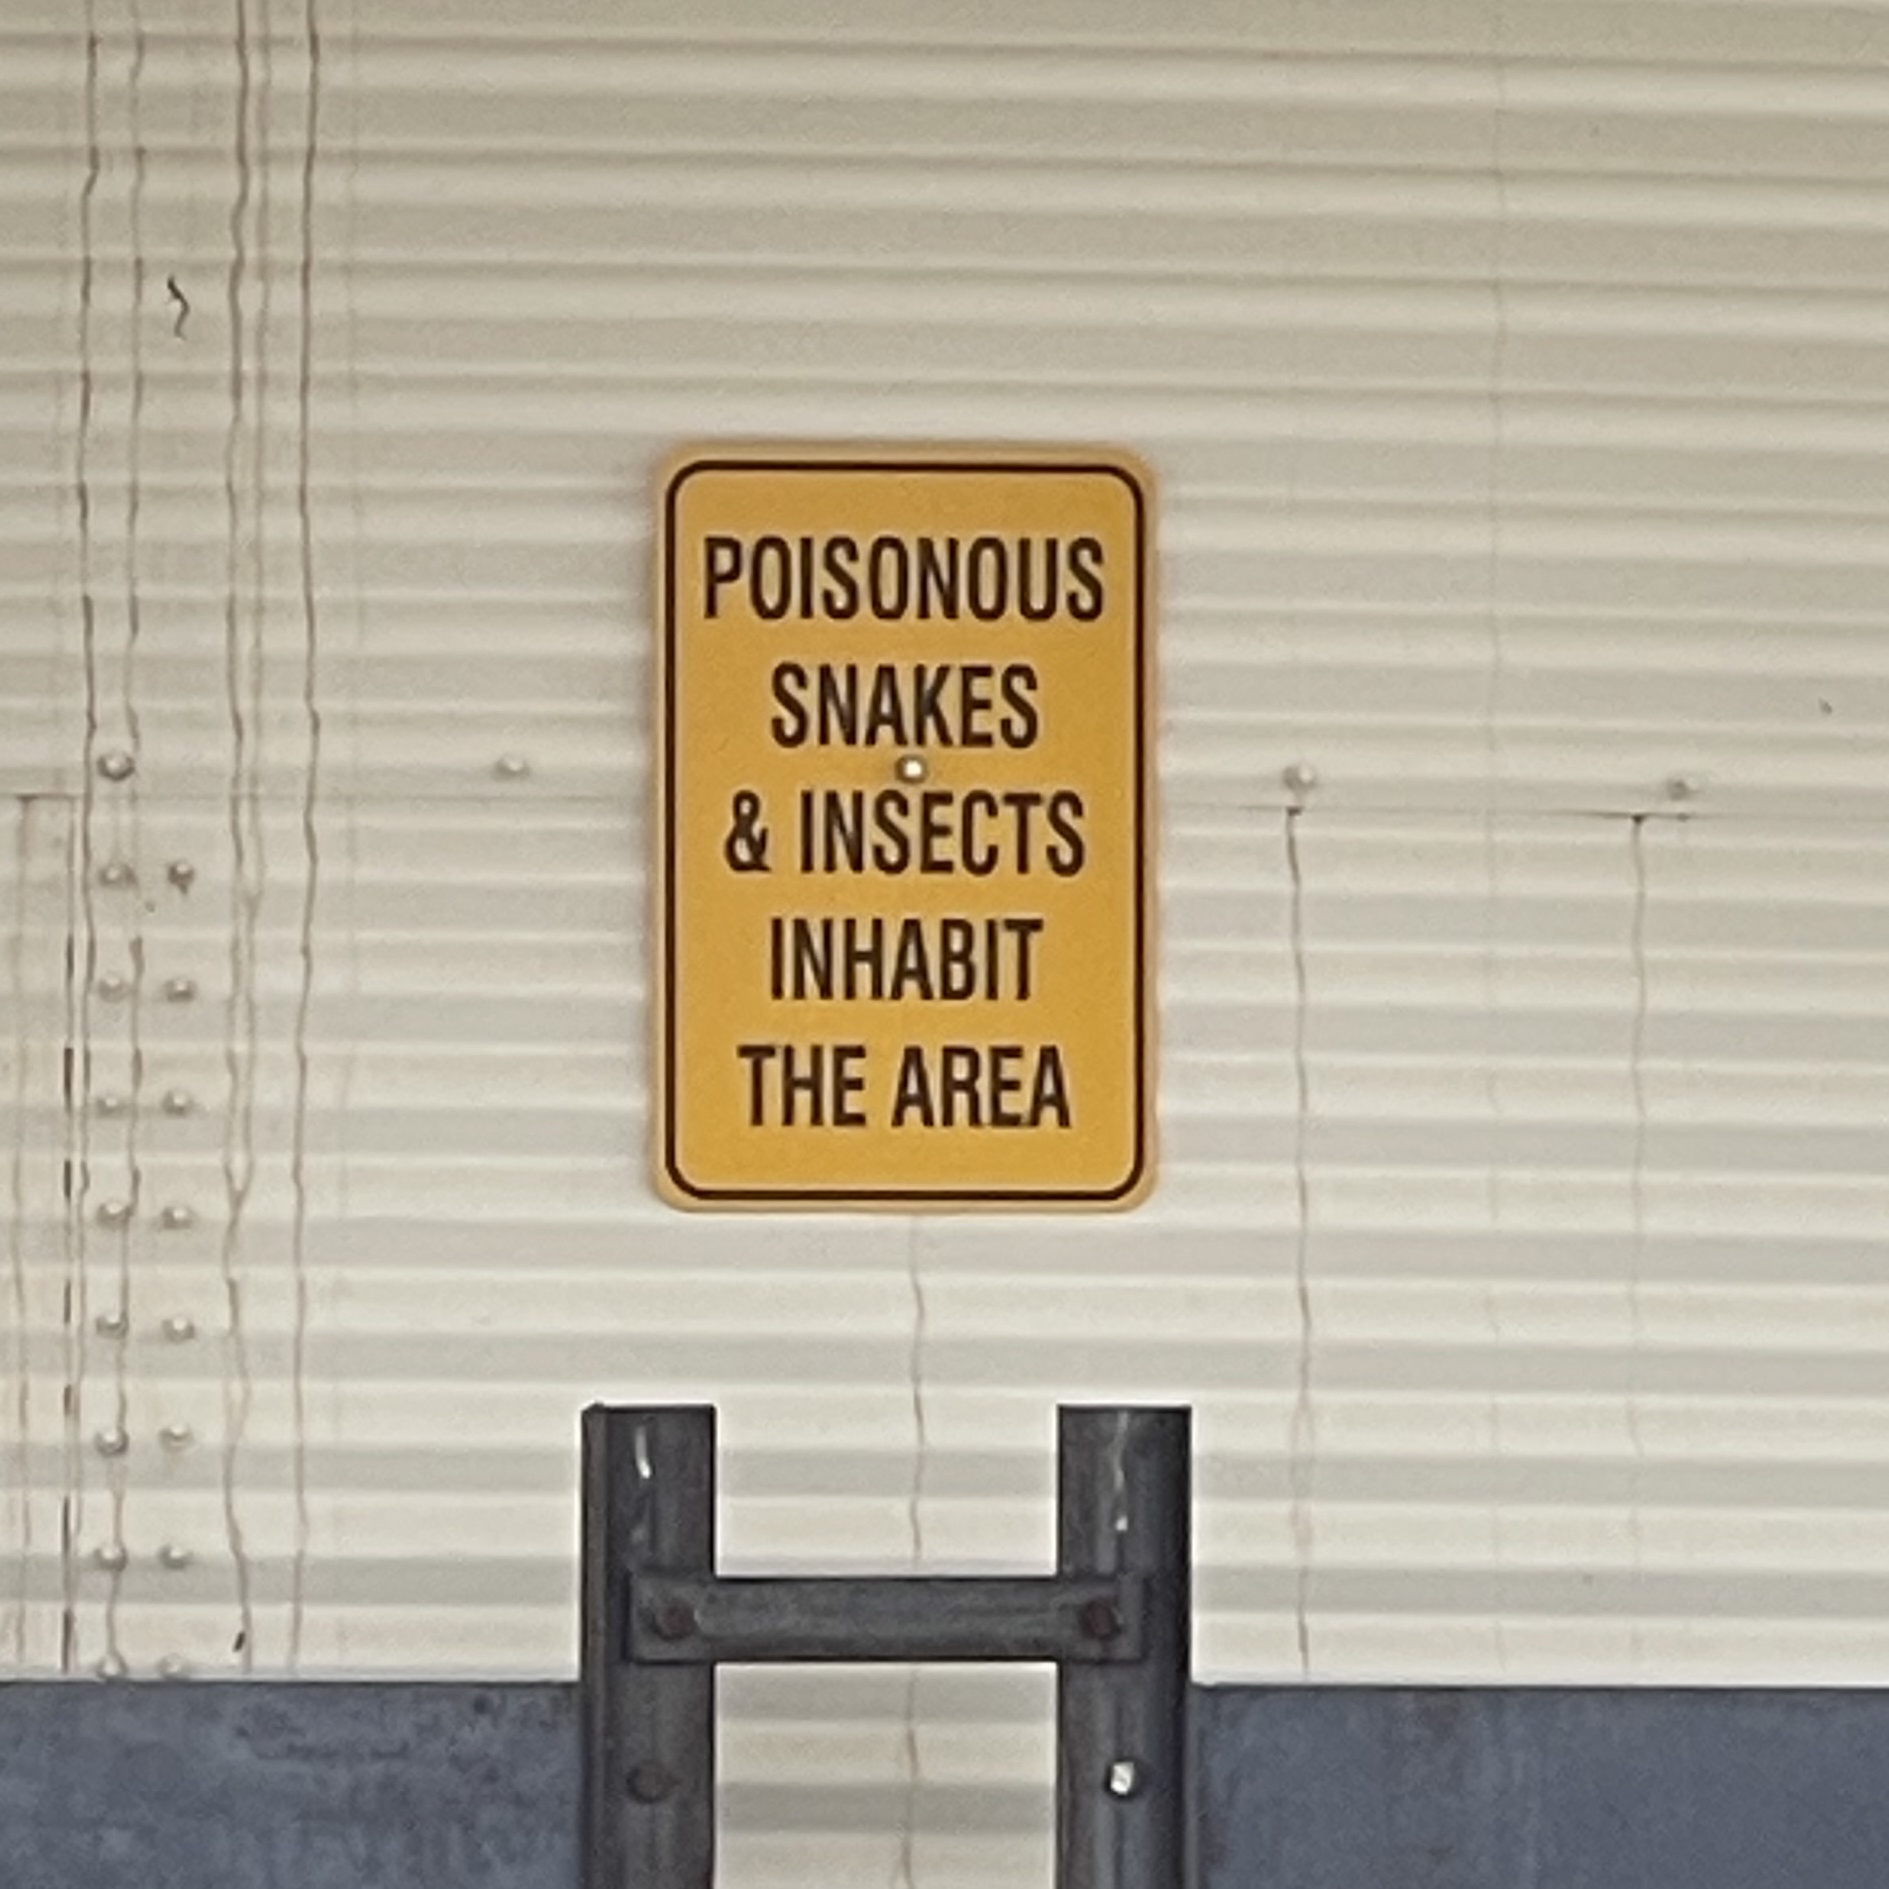 POISONOUS
SNAKES
& INSECTS
INHABIT
THE AREA